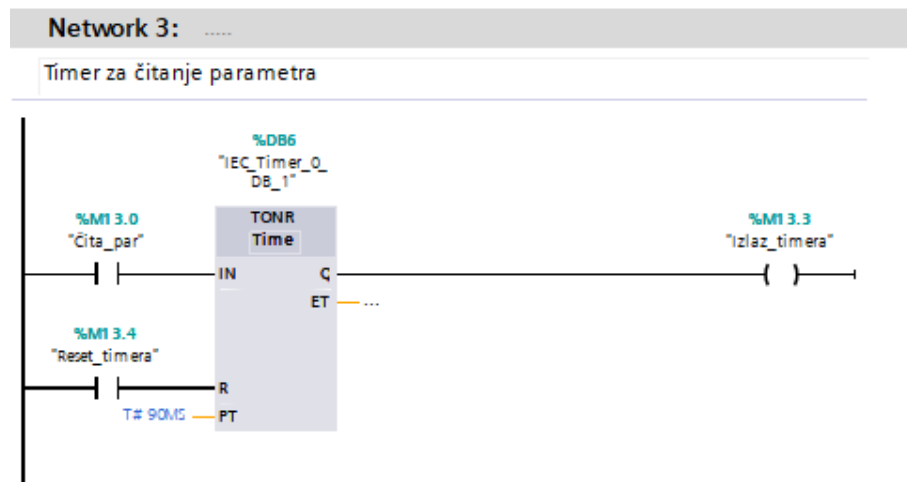 Network 3: .....
Timer za čitanje parametra
%DB6
"IEC_Timer_0_
DB_1"
%M13.0
"Čita_par"
TONR
Time
%M13.3
"Izlaz_timera"
IN
Q
ET
...
%M13.4
"Reset_timera"
R
T# 90MS
PT